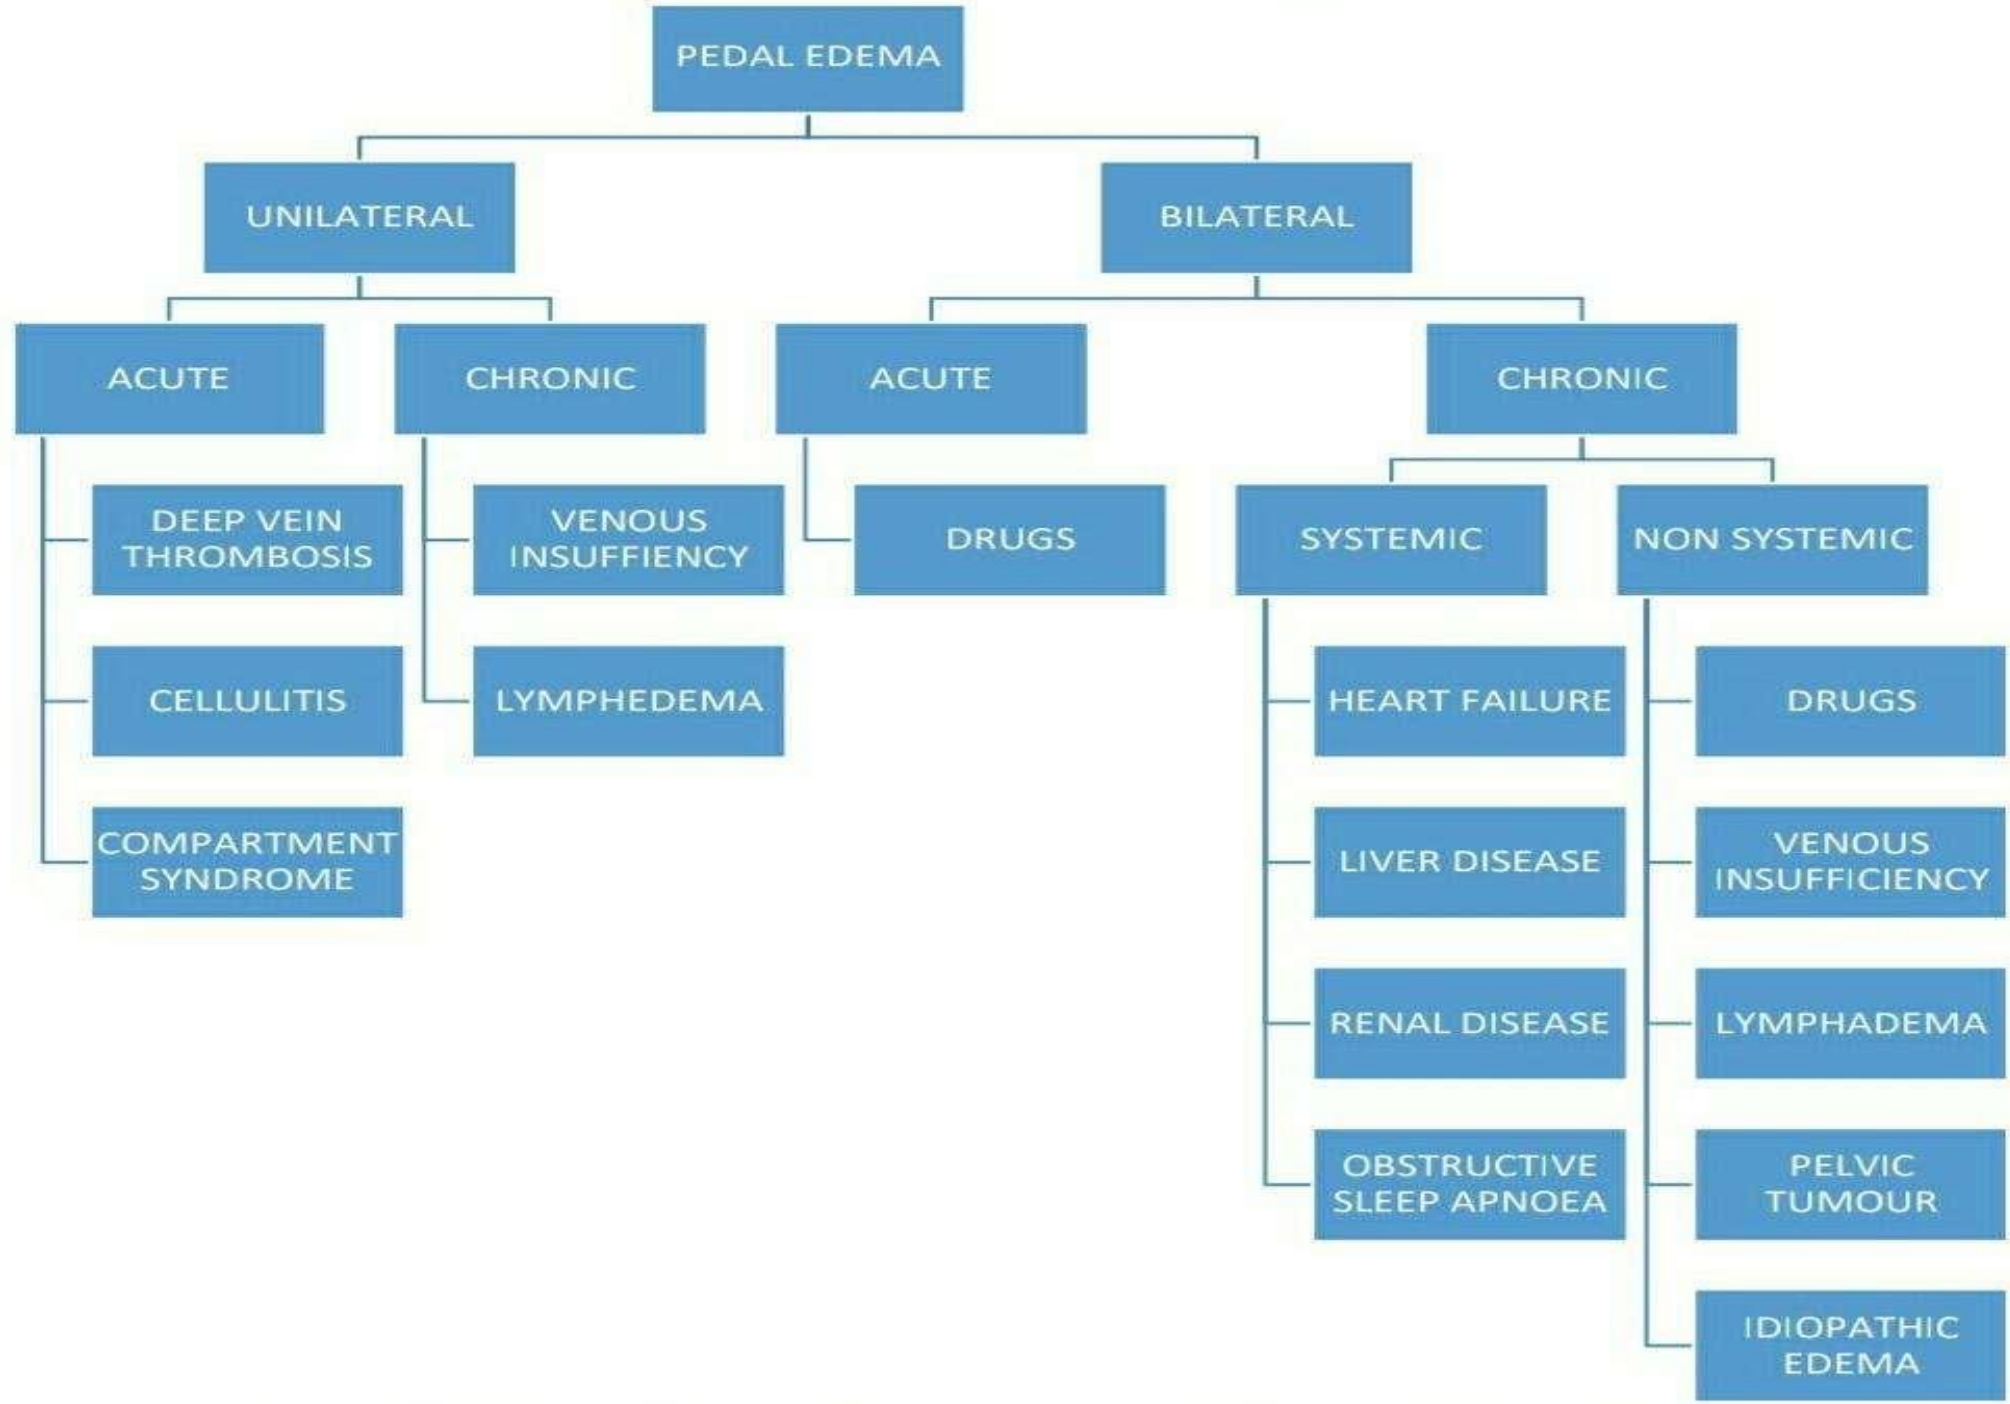 PEDAL EDEMA
UNILATERAL
BILATERAL
ACUTE
CHRONIC
ACUTE
CHRONIC
DEEP VEIN
THROMBOSIS
VENOUS
INSUFFIENCY
DRUGS
SYSTEMIC
NON SYSTEMIC
CELLULITIS
LYMPHEDEMA
HEART FAILURE
DRUGS
COMPARTMENT
SYNDROME
LIVER DISEASE
VENOUS
INSUFFICIENCY
RENAL DISEASE
LYMPHADEMA
OBSTRUCTIVE
SLEEP APNOEA
PELVIC
TUMOUR
IDIOPATHIC
EDEMA